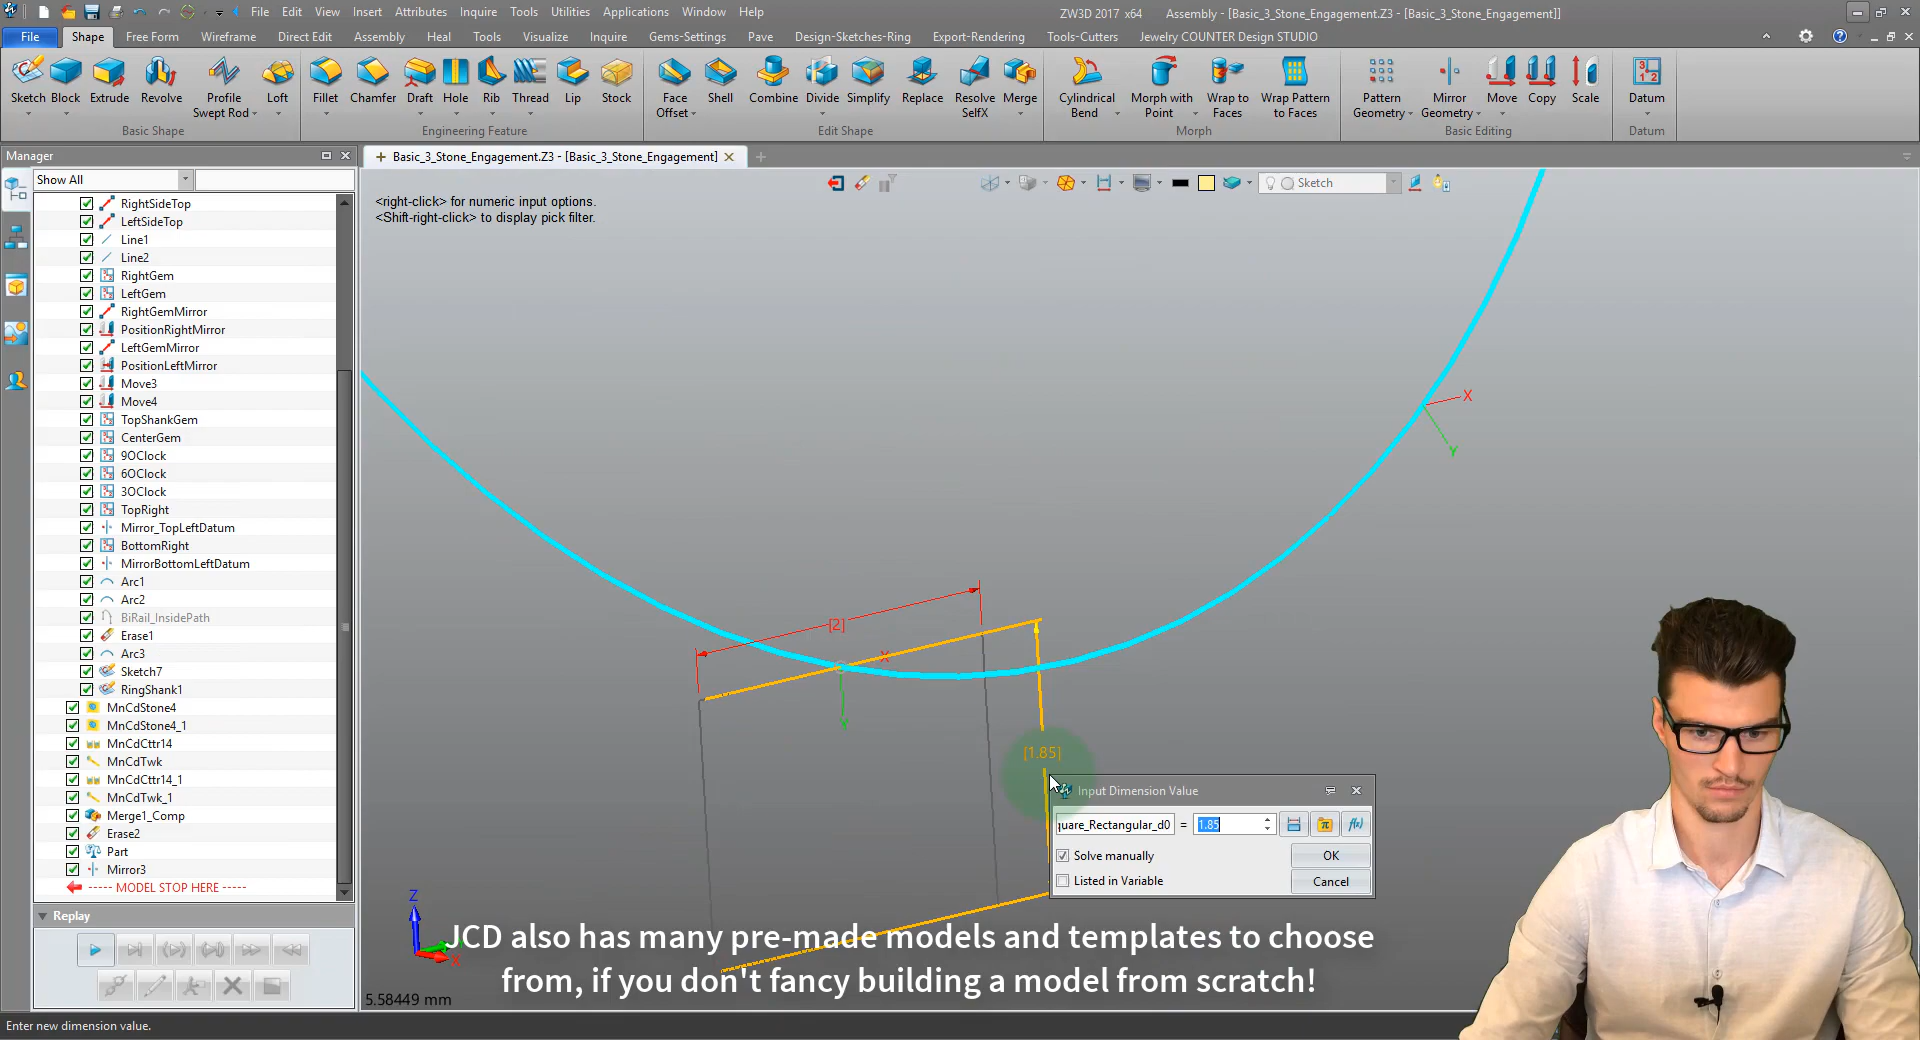 File Edit View Insert Attributes Inquire Tools Utilities Applications Window Help
ZW3D 2017 x64 Assembly - [Basic_3_Stone_Engagement.Z3 - [Basic_3_Stone_Engagement]]
File Shape Free Form Wireframe Direct Edit Assembly Heal Tools Visualize Inquire Gems-Settings Pave Design-Sketches-Ring Export-Rendering Tools-Cutters Jewelry COUNTER Design STUDIO
Sketch Block Extrude Revolve Profile Swept Rod Loft
Basic Shape
Fillet Chamfer Draft Hole Rib Thread Lip Stock
Engineering Feature
Face Offset Shell Combine Divide Simplify Replace Resolve SelfX Merge
Edit Shape
Cylindrical Bend Morph with Point Wrap to Faces Wrap Pattern to Faces
Morph
Pattern Geometry Mirror Geometry Move Copy Scale
Basic Editing
Datum
Datum
Manager
Show All
RightSideTop
LeftSideTop
Line1
Line2
RightGem
LeftGem
RightGemMirror
PositionRightMirror
LeftGemMirror
PositionLeftMirror
Move3
Move4
TopShankGem
CenterGem
9OClock
6OClock
3OClock
TopRight
Mirror_TopLeftDatum
BottomRight
MirrorBottomLeftDatum
Arc1
Arc2
BiRail_InsidePath
Erase1
Arc3
Sketch7
RingShank1
MnCdStone4
MnCdStone4_1
MnCdCttr14
MnCdTwk
MnCdCttr14_1
MnCdTwk_1
Merge1_Comp
Erase2
Part
Mirror3
----- MODEL STOP HERE -----
Replay
Basic_3_Stone_Engagement.Z3 - [Basic_3_Stone_Engagement]
<right-click> for numeric input options.
<Shift-right-click> to display pick filter.
Sketch
X
Y
[2]
X
Y
[1.85]
Input Dimension Value
quare_Rectangular_d0 = 1.85
Solve manually OK
Listed in Variable Cancel
Z
X
JCD also has many pre-made models and templates to choose
from, if you don't fancy building a model from scratch!
5.58449 mm
Enter new dimension value.